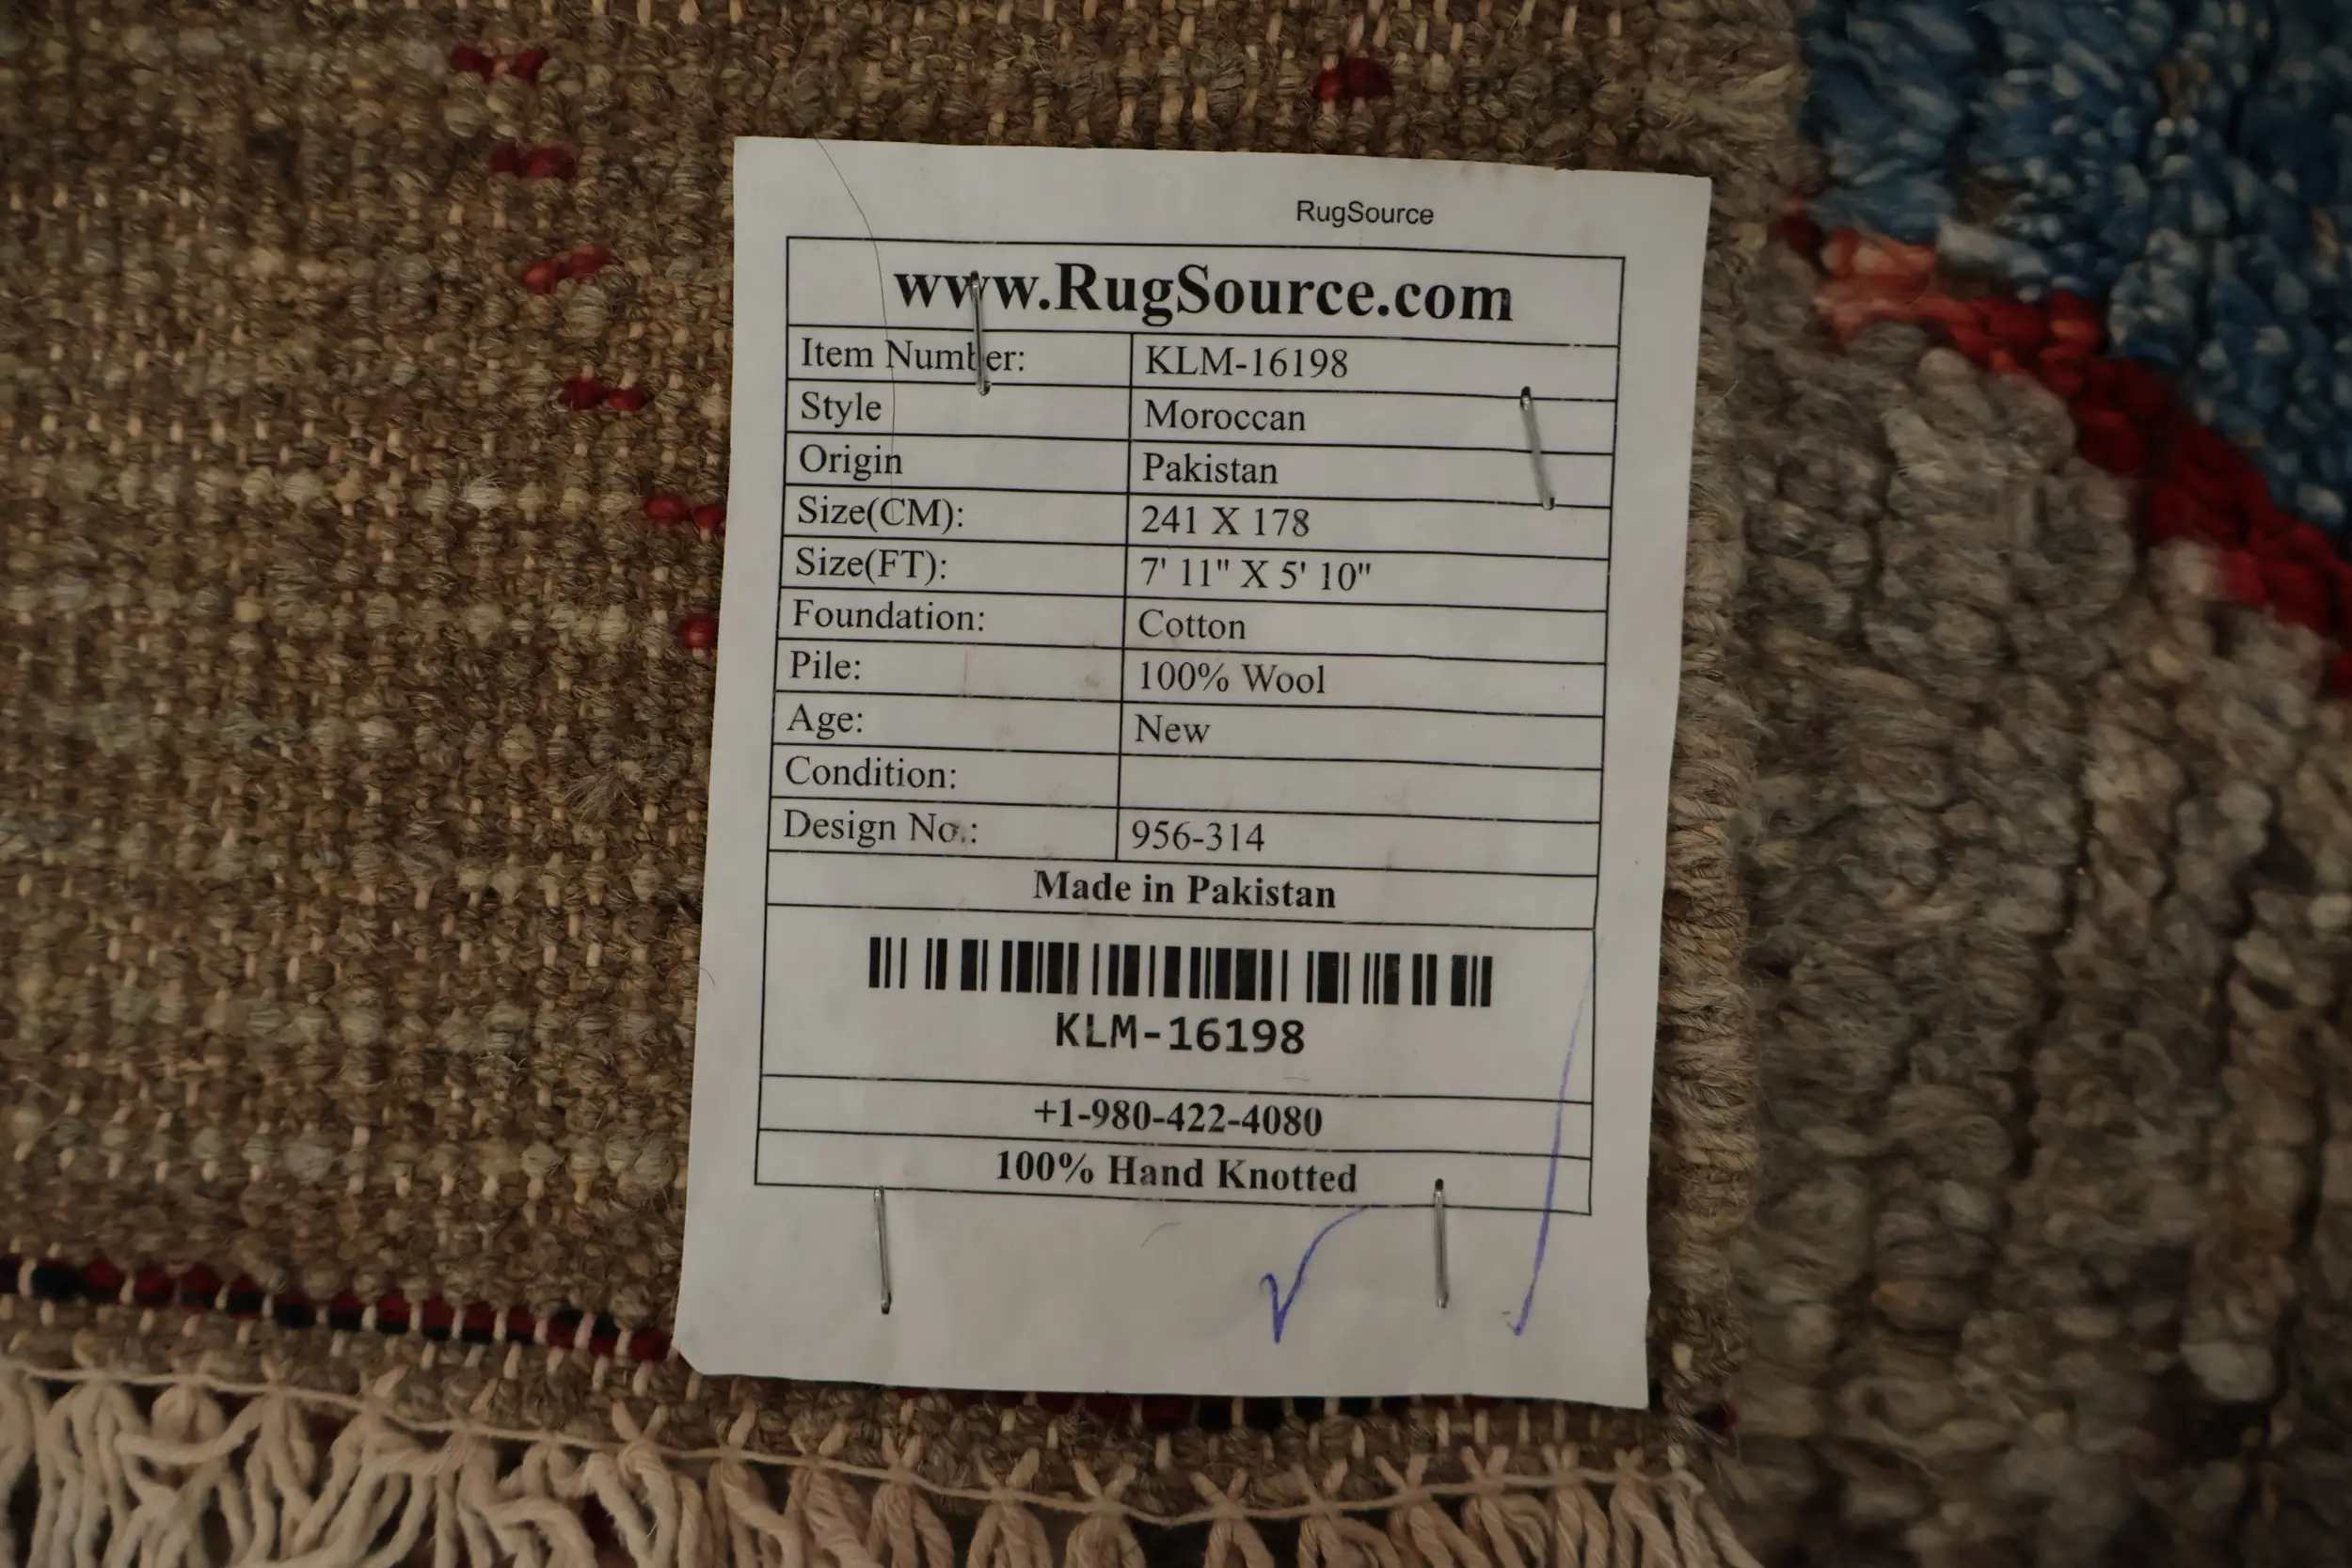 RugSource
www.RugSource.com
Item Number: KLM-16198
Style Moroccan
Origin Pakistan
Size(CM): 241 X 178
Size(FT): 7' 11" X 5' 10"
Foundation: Cotton
Pile: 100% Wool
Age: New
Condition:
Design No.: 956-314
Made in Pakistan
KLM-16198
+1-980-422-4080
100% Hand Knotted